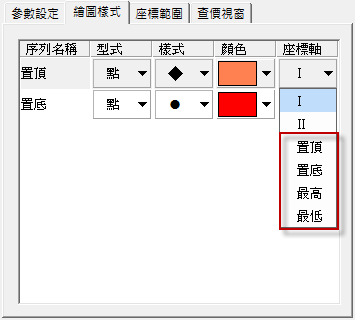 參數設定 繪圖樣式 座標範圍 查價視窗
序列名稱 型式 樣式 顏色 座標軸
置頂 點 I
置底 點
I
II
置頂
置底
最高
最低